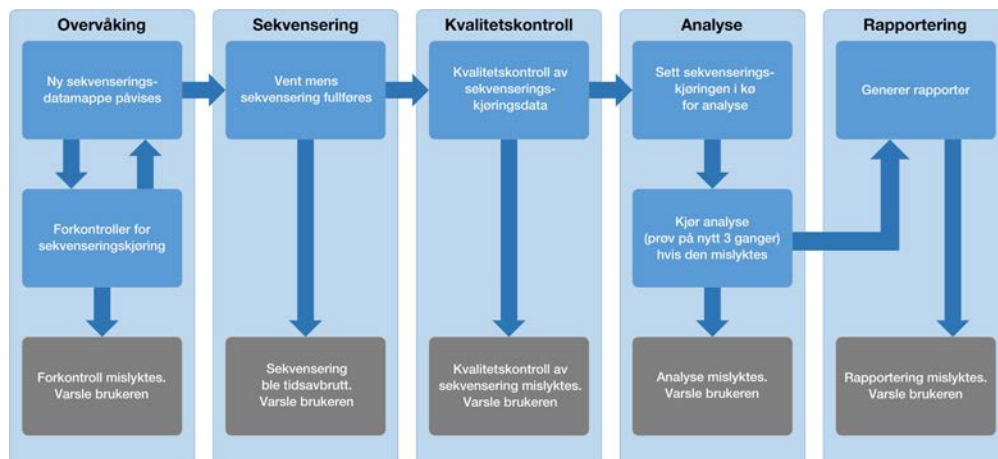 Overvåking
Ny sekvenserings-
datamappe påvises
Forkontroller for
sekvenseringskjøring
Forkontroll mislyktes.
Varsle brukeren
Sekvensering
Vent mens
sekvensering fullføres
Sekvensering
ble tidsavbrutt.
Varsle brukeren
Kvalitetskontroll
Kvalitetskontroll av
sekvenserings-
kjøringsdata
Kvalitetskontroll av
sekvensering mislyktes.
Varsle brukeren
Analyse
Sett sekvenserings-
kjøringen i kø
for analyse
Kjør analyse
(prøv på nytt 3 ganger)
hvis den mislyktes
Analyse mislyktes.
Varsle brukeren
Rapportering
Generer rapporter
Rapportering mislyktes.
Varsle brukeren